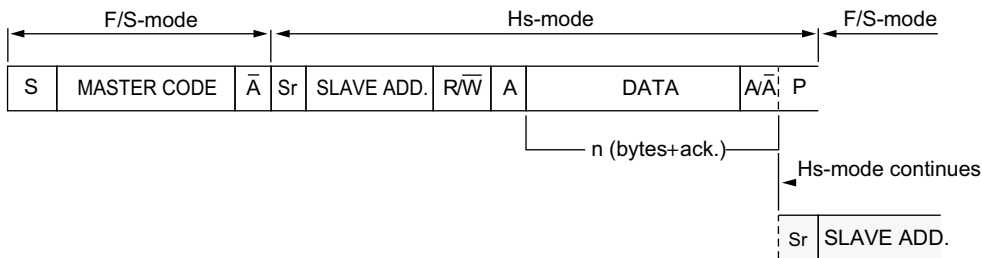 F/S-mode Hs-mode F/S-mode
S MASTER CODE A̅ Sr SLAVE ADD. R/W̅ A DATA A/A̅ P
n (bytes+ack.)
Hs-mode continues
Sr SLAVE ADD.